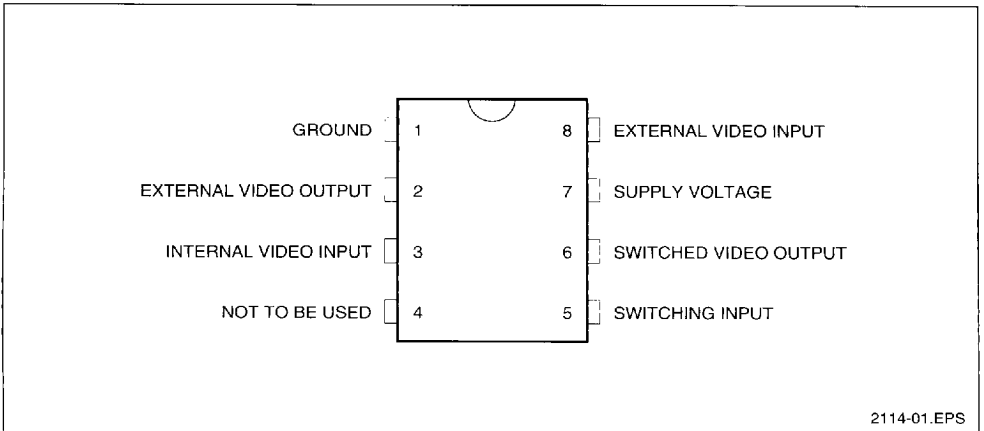 GROUND 1 8 EXTERNAL VIDEO INPUT
EXTERNAL VIDEO OUTPUT 2 7 SUPPLY VOLTAGE
INTERNAL VIDEO INPUT 3 6 SWITCHED VIDEO OUTPUT
NOT TO BE USED 4 5 SWITCHING INPUT
2114-01.EPS